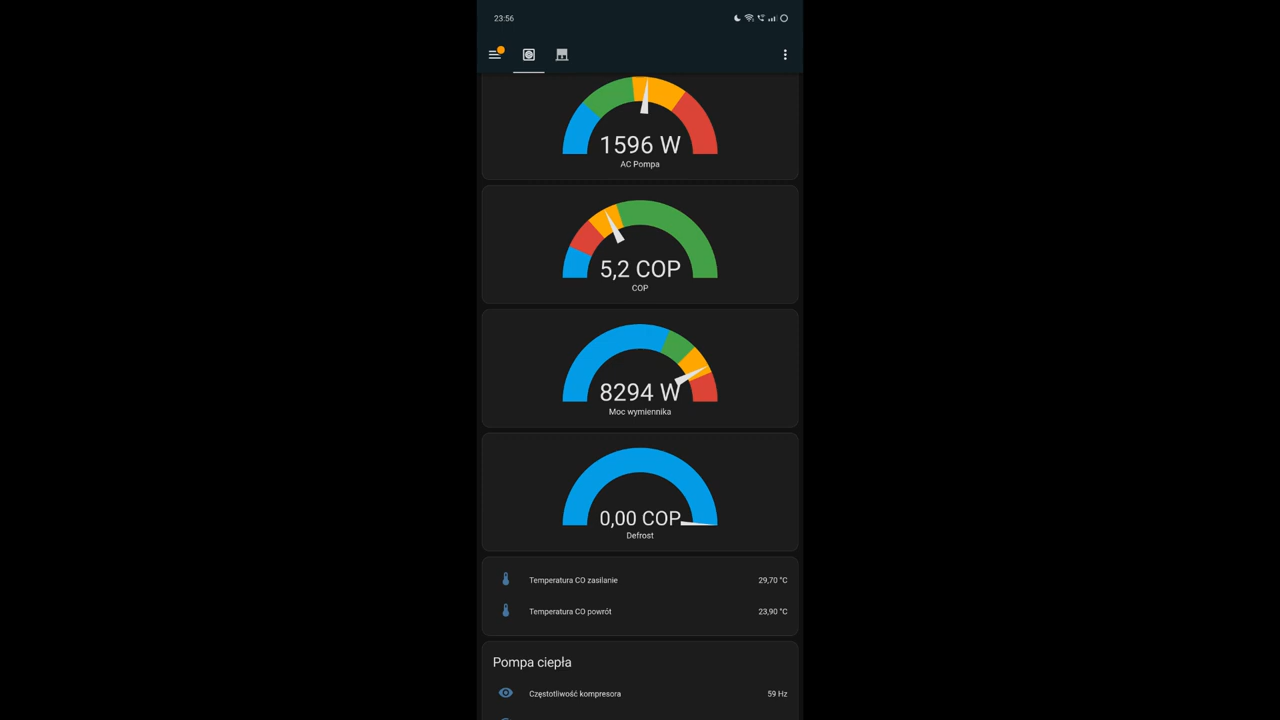 23:56
1596 W
AC Pompa
5,2 COP
COP
8294 W
Moc wymiennika
0,00 COP
Defrost
Temperatura CO zasilanie 29,70 °C
Temperatura CO powrót 23,90 °C
Pompa ciepła
Częstotliwość kompresora 59 Hz